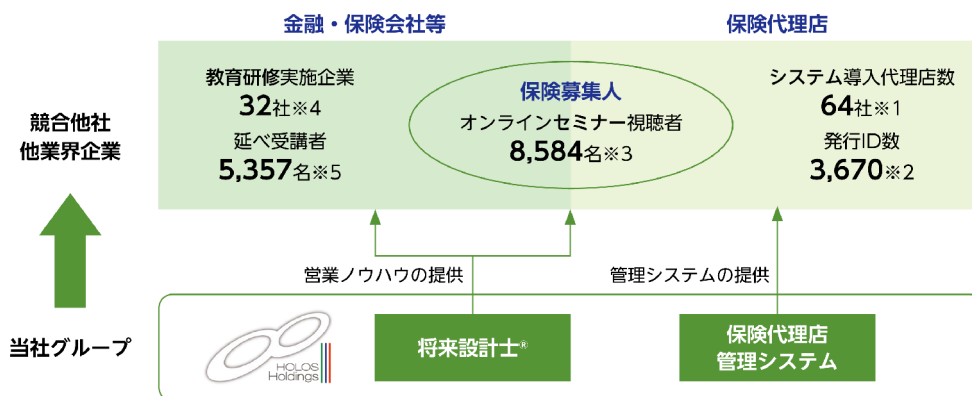 金融・保険会社等
保険代理店
教育研修実施企業
32社※4
延べ受講者
5,357名※5
保険募集人
オンラインセミナー視聴者
8,584名※3
システム導入代理店数
64社※1
発行ID数
3,670※2
競合他社
他業界企業
営業ノウハウの提供
管理システムの提供
当社グループ
HOLOS
Holdings
将来設計士®
保険代理店
管理システム